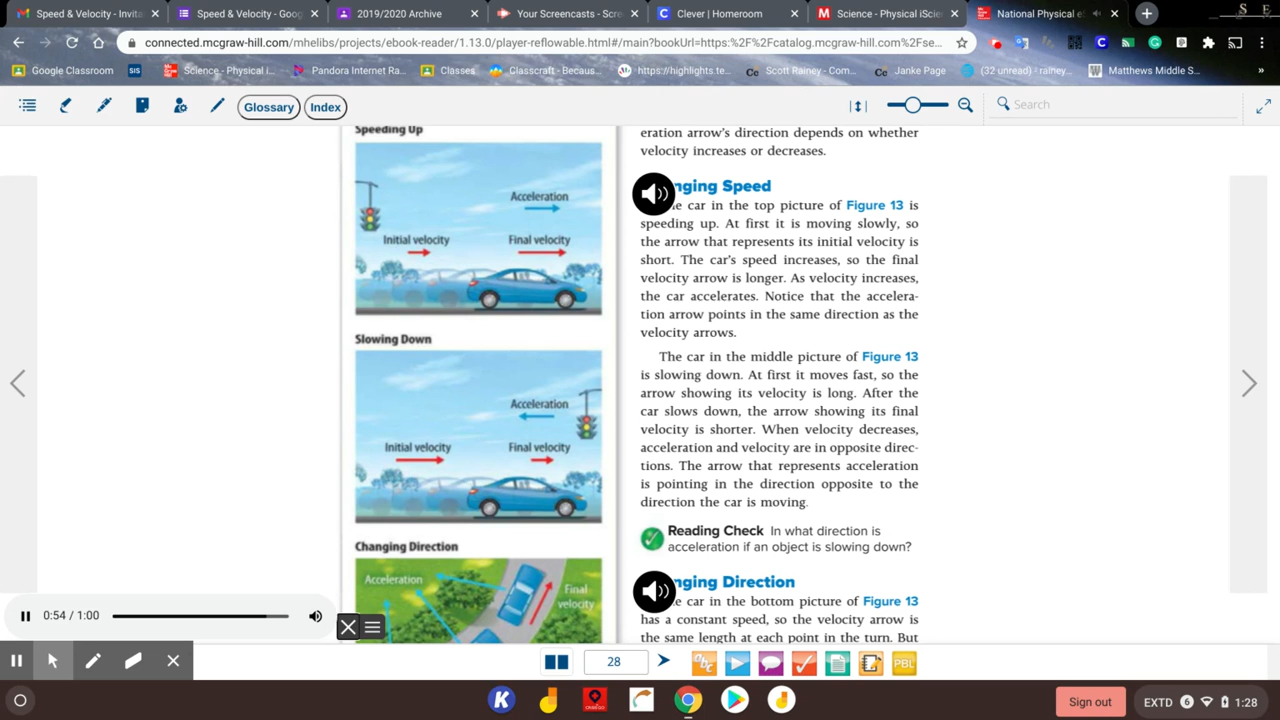 Speed & Velocity - Invita
Speed & Velocity - Goog
2019/2020 Archive
Your Screencasts - Scre
Clever | Homeroom
Science - Physical iScien
National Physical e
S E
connected.mcgraw-hill.com/mhelibs/projects/ebook-reader/1.13.0/player-reflowable.html#/main?bookUrl=https:%2F%2Fcatalog.mcgraw-hill.com%2Fse...
Google Classroom
SIS
Science - Physical i...
Pandora Internet Ra...
Classes
Classcraft - Becaus...
https://highlights.te...
Scott Rainey - Com...
Janke Page
(32 unread) - rainey...
Matthews Middle S...
»
Glossary
Index
Search
Speeding Up
Acceleration
Initial velocity
Final velocity
Slowing Down
Acceleration
Initial velocity
Final velocity
Changing Direction
Acceleration
Final
velocity
eration arrow's direction depends on whether
velocity increases or decreases.
nging Speed
e car in the top picture of Figure 13 is
speeding up. At first it is moving slowly, so
the arrow that represents its initial velocity is
short. The car's speed increases, so the final
velocity arrow is longer. As velocity increases,
the car accelerates. Notice that the accelera-
tion arrow points in the same direction as the
velocity arrows.
The car in the middle picture of Figure 13
is slowing down. At first it moves fast, so the
arrow showing its velocity is long. After the
car slows down, the arrow showing its final
velocity is shorter. When velocity decreases,
acceleration and velocity are in opposite direc-
tions. The arrow that represents acceleration
is pointing in the direction opposite to the
direction the car is moving.
Reading Check In what direction is
acceleration if an object is slowing down?
nging Direction
e car in the bottom picture of Figure 13
has a constant speed, so the velocity arrow is
the same length at each point in the turn. But
0:54 / 1:00
28
abc
PBL
K
Sign out
EXTD
6
1:28